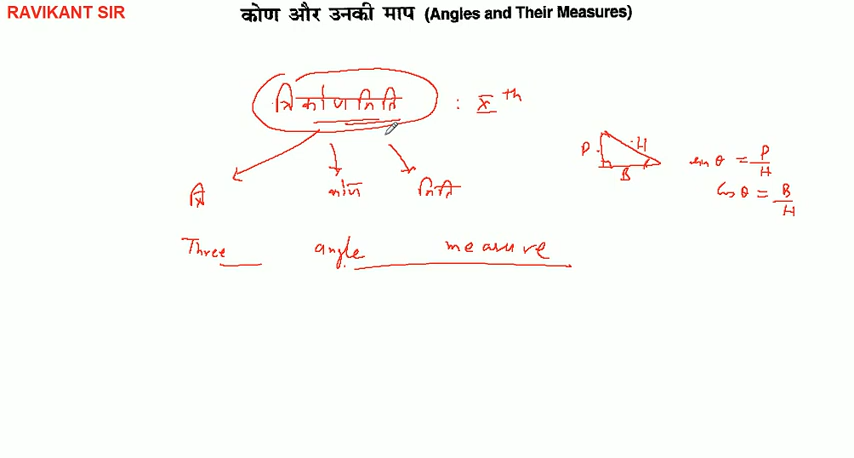 RAVIKANT SIR
कोण और उनकी माप (Angles and Their Measures)
त्रिकोणमिति : X th
P H B
sin θ = P/H
cos θ = B/H
त्रि कोण मिति
Three angle measure